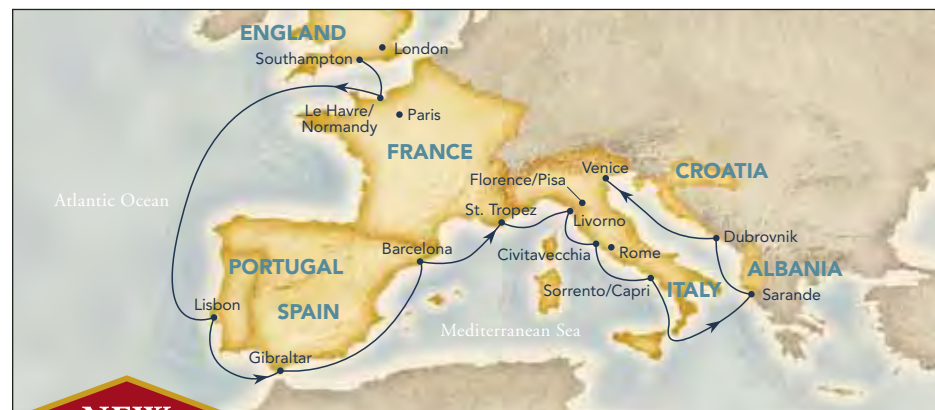 ENGLAND
London
Southampton
Le Havre/
Normandy
Paris
FRANCE
Venice
CROATIA
Florence/Pisa
Atlantic Ocean
St. Tropez
Livorno
Dubrovnik
Barcelona
Civitavecchia
Rome
PORTUGAL
ALBANIA
Sorrento/Capri
ITALY
Sarande
SPAIN
Lisbon
Mediterranean Sea
Gibraltar
NEW